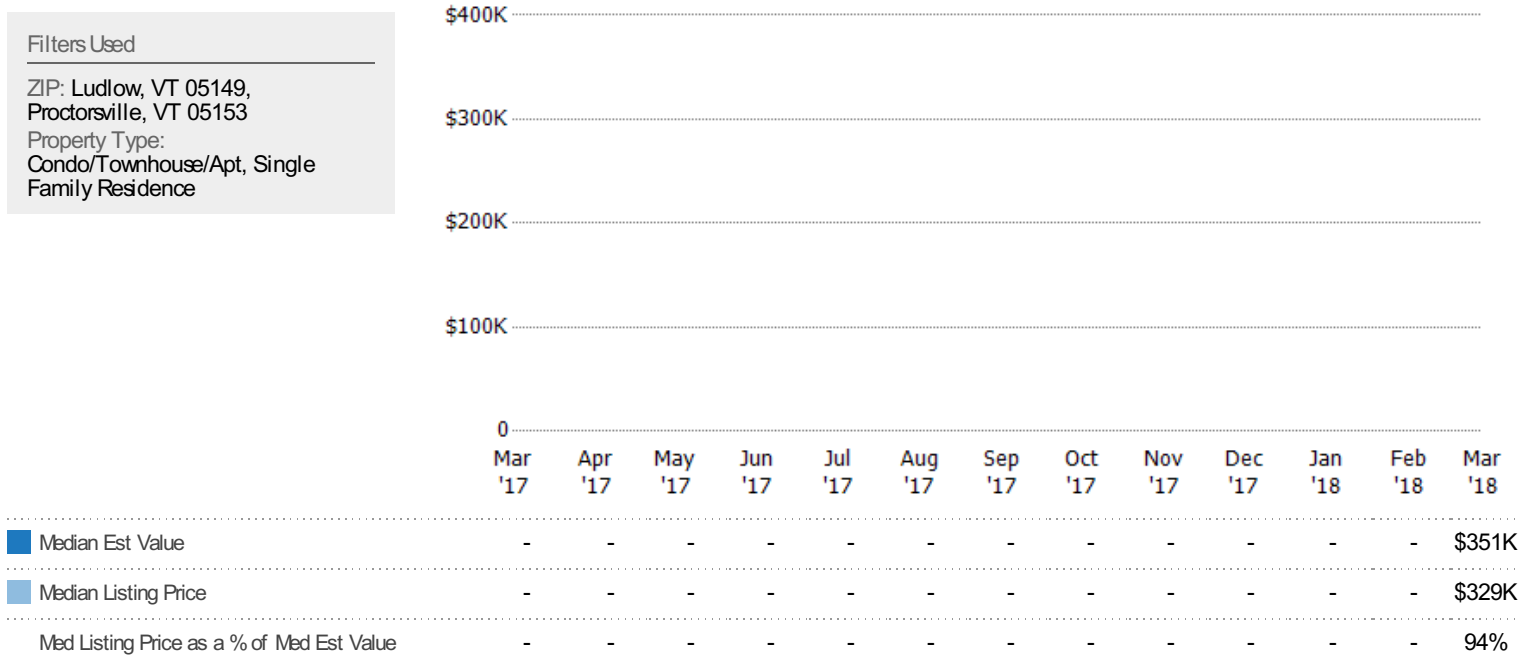 Filters Used
ZIP: Ludlow, VT 05149,
Proctorsville, VT 05153
Property Type:
Condo/Townhouse/Apt, Single
Family Residence
$400K
$300K
$200K
$100K
0
Mar Apr May Jun Jul Aug Sep Oct Nov Dec Jan Feb Mar
'17 '17 '17 '17 '17 '17 '17 '17 '17 '17 '18 '18 '18
Median Est Value - - - - - - - - - - - - $351K
Median Listing Price - - - - - - - - - - - - $329K
Med Listing Price as a % of Med Est Value - - - - - - - - - - - - 94%